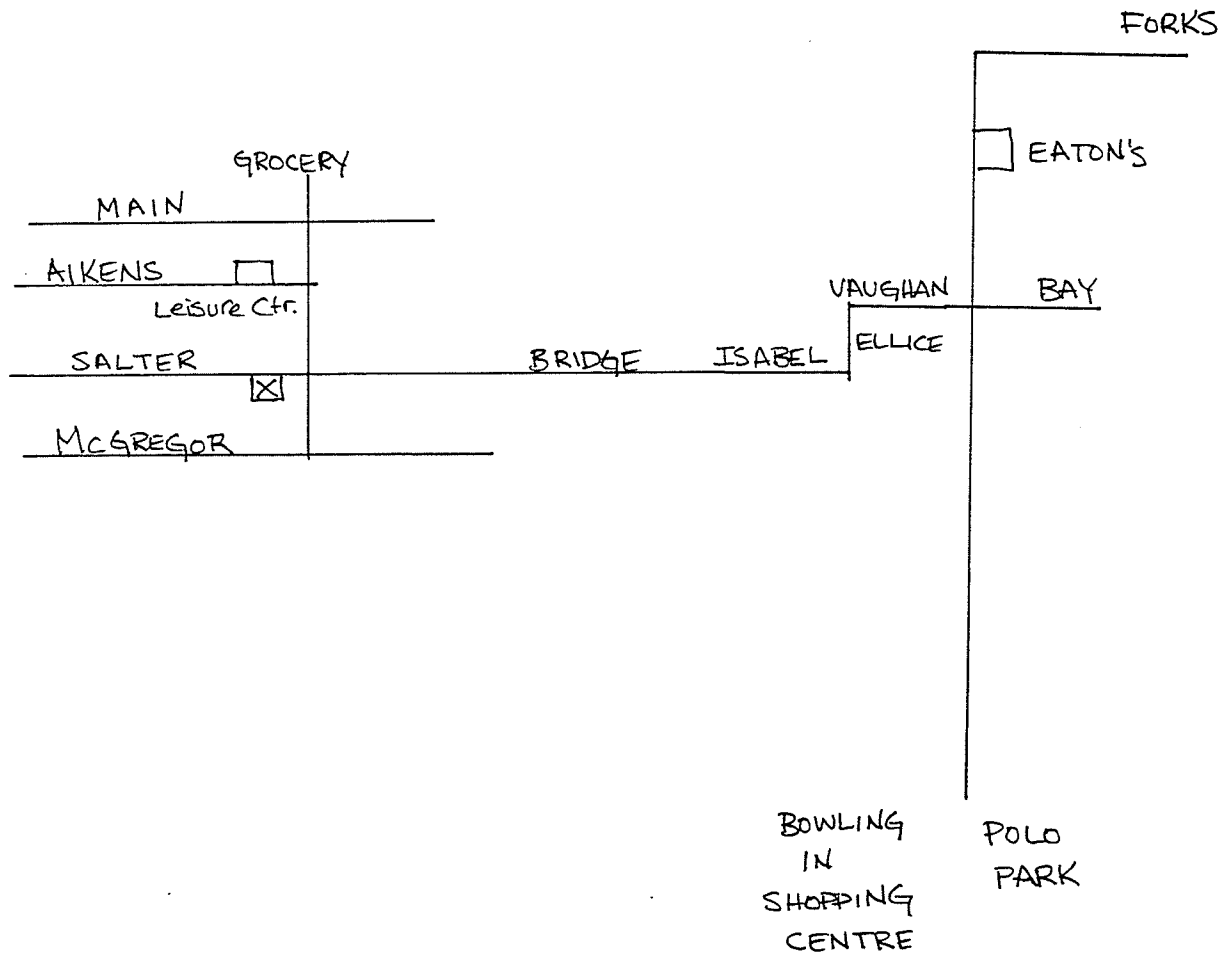 FORKS
EATON'S
GROCERY
MAIN
AIKENS
Leisure Ctr.
VAUGHAN
BAY
ELLICE
SALTER
BRIDGE
ISABEL
McGREGOR
BOWLING
IN
SHOPPING
CENTRE
POLO
PARK